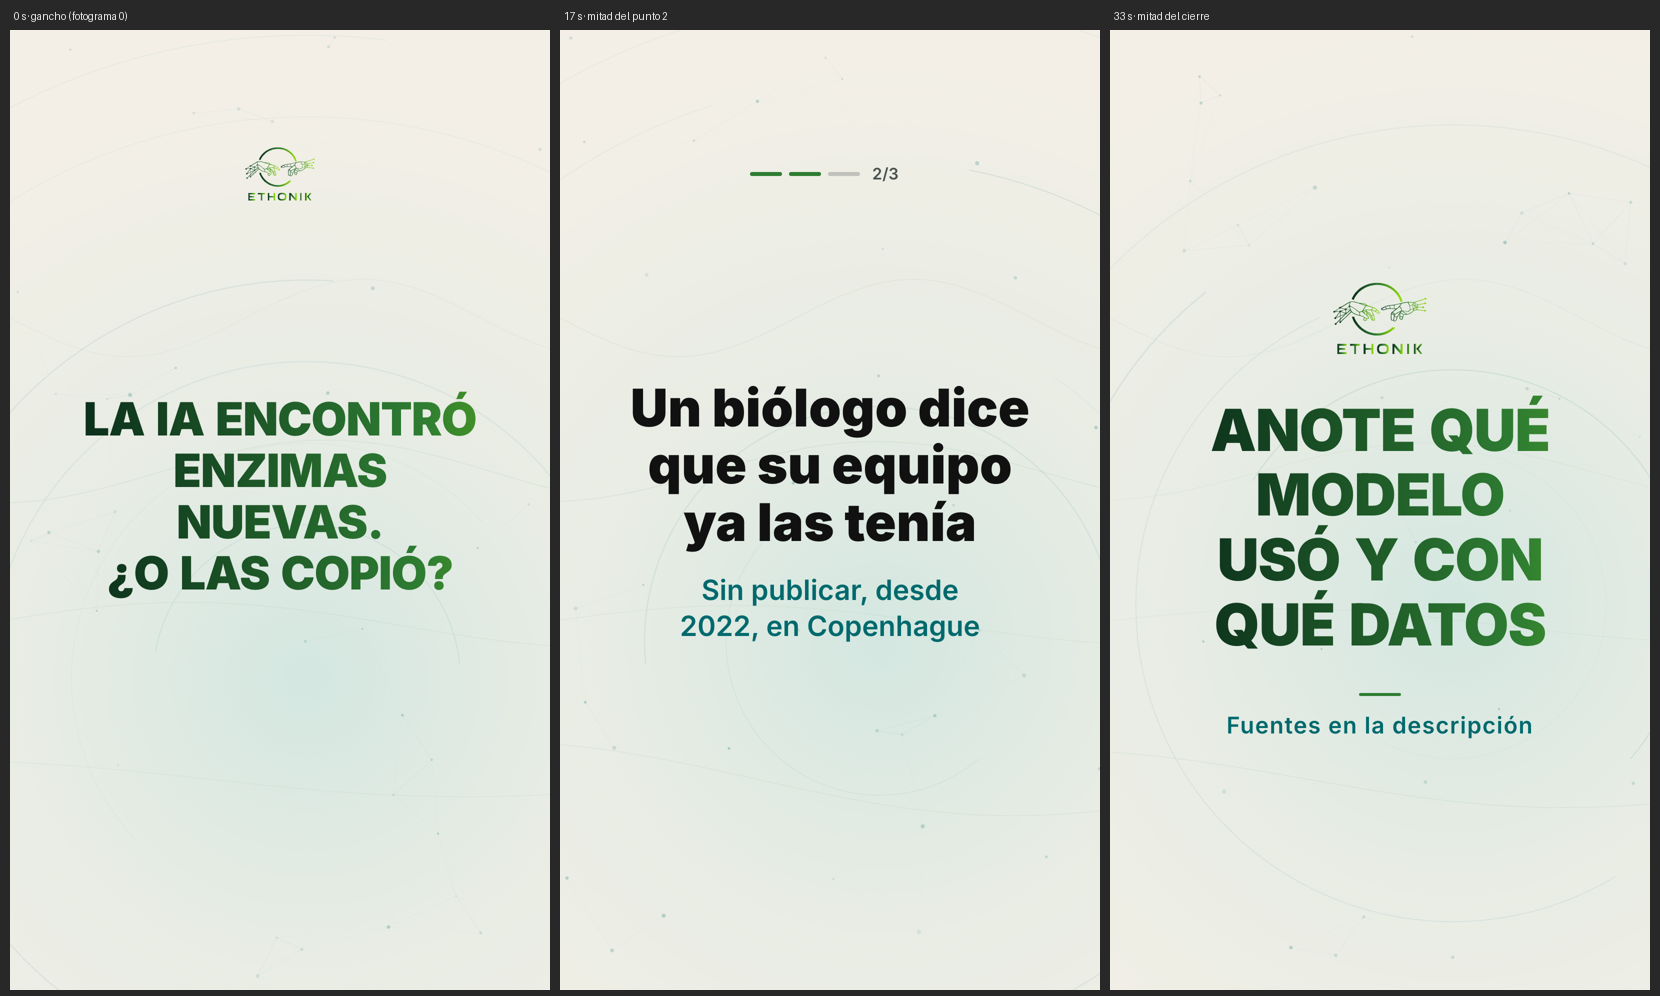 0 s · gancho (fotograma 0)
ETHONIK
LA IA ENCONTRÓ
ENZIMAS
NUEVAS.
¿O LAS COPIÓ?
17 s · mitad del punto 2
2/3
Un biólogo dice
que su equipo
ya las tenía
Sin publicar, desde
2022, en Copenhague
33 s · mitad del cierre
ETHONIK
ANOTE QUÉ
MODELO
USÓ Y CON
QUÉ DATOS
Fuentes en la descripción